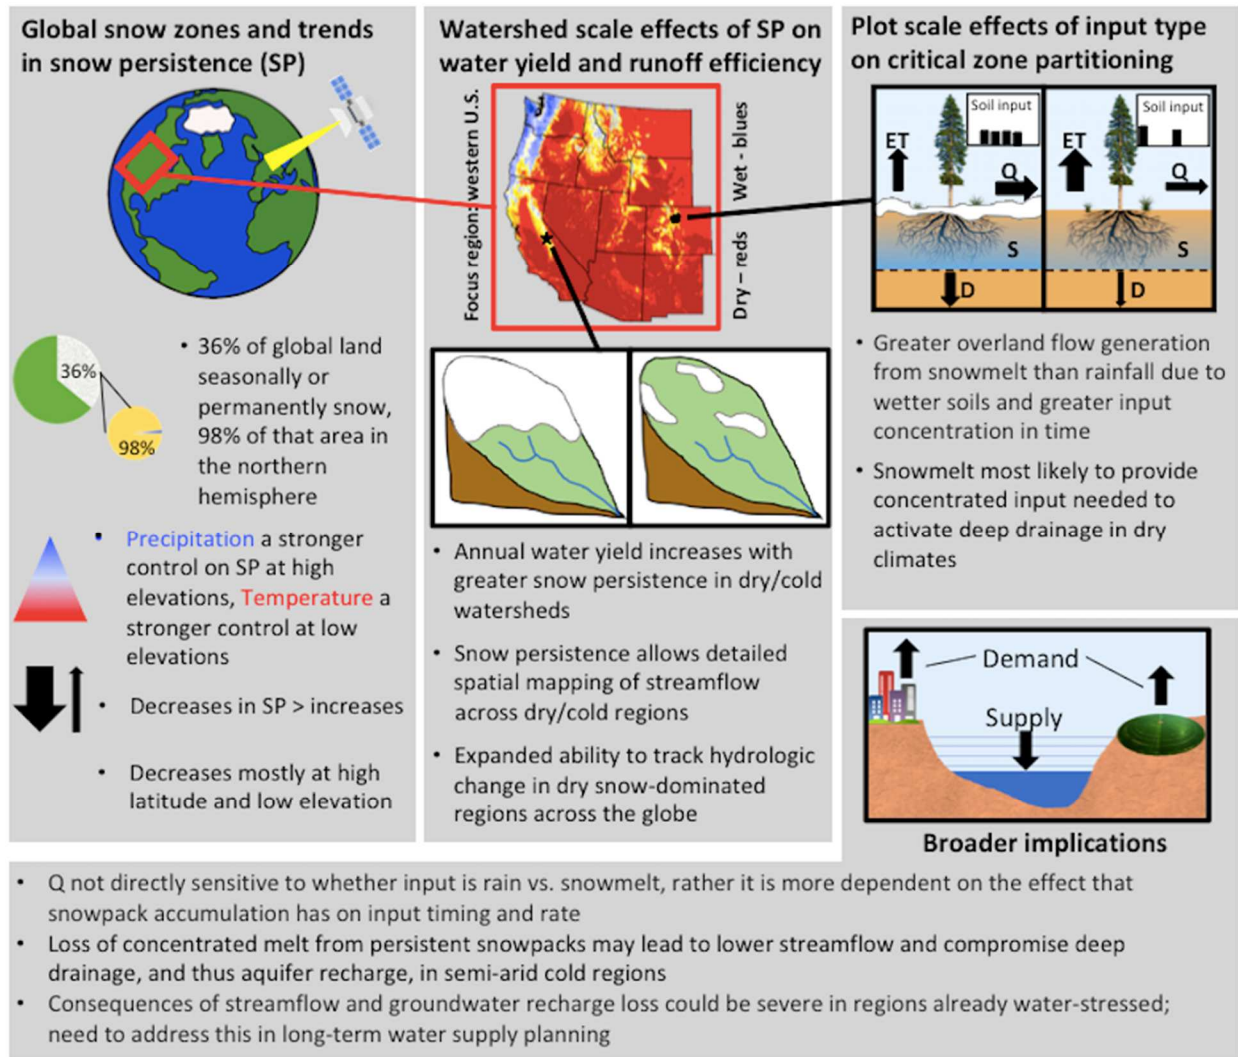 Global snow zones and trends
in snow persistence (SP)
36%
98%
• 36% of global land
seasonally or
permanently snow,
98% of that area in
the northern
hemisphere
• Precipitation a stronger
control on SP at high
elevations, Temperature a
stronger control at low
elevations
• Decreases in SP > increases
• Decreases mostly at high
latitude and low elevation
Watershed scale effects of SP on
water yield and runoff efficiency
Focus region: western U.S.
Dry – reds Wet - blues
• Annual water yield increases with
greater snow persistence in dry/cold
watersheds
• Snow persistence allows detailed
spatial mapping of streamflow
across dry/cold regions
• Expanded ability to track hydrologic
change in dry snow-dominated
regions across the globe
Plot scale effects of input type
on critical zone partitioning
Soil input
ET
Q
S
D
Soil input
ET
Q
S
D
• Greater overland flow generation
from snowmelt than rainfall due to
wetter soils and greater input
concentration in time
• Snowmelt most likely to provide
concentrated input needed to
activate deep drainage in dry
climates
Demand
Supply
Broader implications
• Q not directly sensitive to whether input is rain vs. snowmelt, rather it is more dependent on the effect that
snowpack accumulation has on input timing and rate
• Loss of concentrated melt from persistent snowpacks may lead to lower streamflow and compromise deep
drainage, and thus aquifer recharge, in semi-arid cold regions
• Consequences of streamflow and groundwater recharge loss could be severe in regions already water-stressed;
need to address this in long-term water supply planning